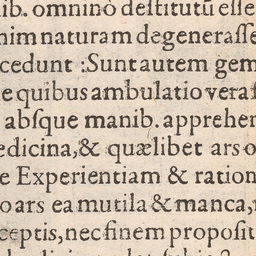 ib. omninò destitutũ esse
nim naturam degenerasse
cedunt :Sunt autem gem
e quibus ambulatio vera
absque manib. apprehen
edicina,& quælibet ars o
e Experientiam & ration
o ars ea mutila & manca,
ceptis, nec finem proposit